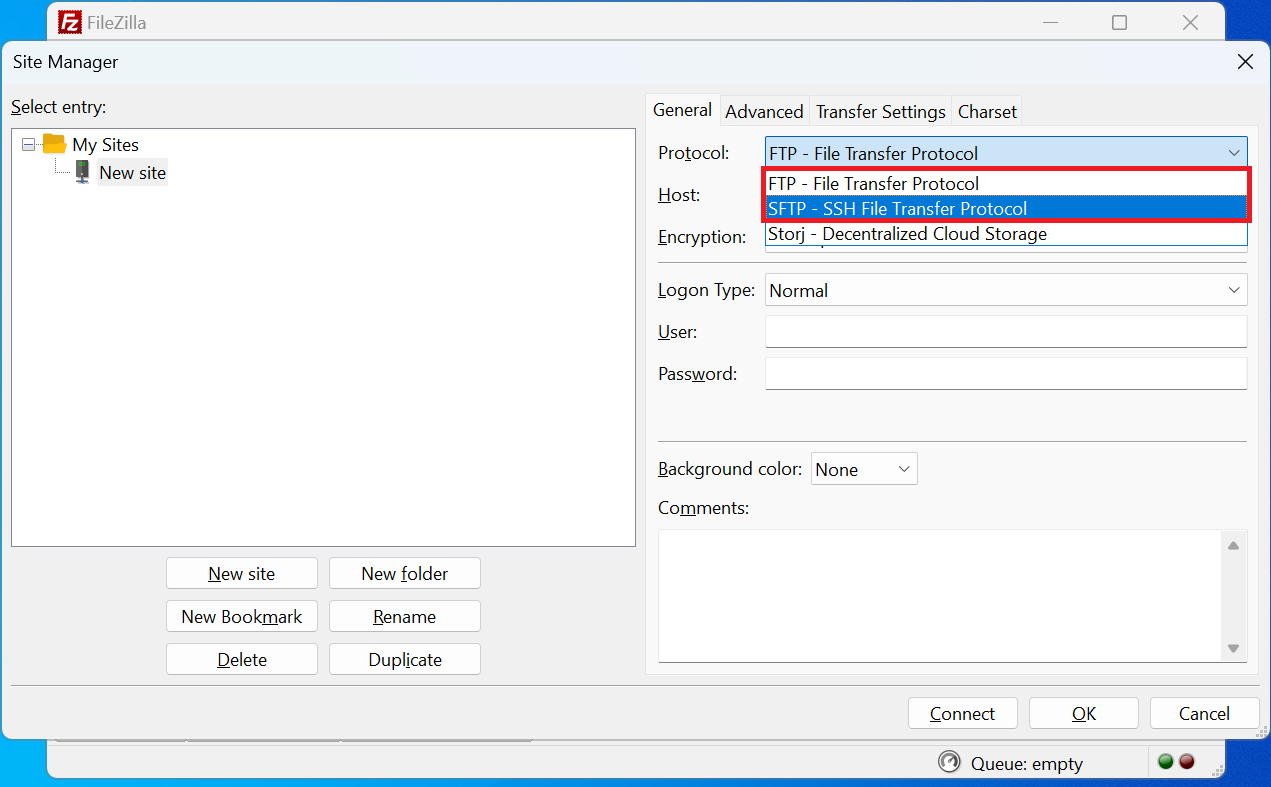 FileZilla
Site Manager
Select entry:
My Sites
New site
New site
New folder
New Bookmark
Rename
Delete
Duplicate
General
Advanced
Transfer Settings
Charset
Protocol:
FTP - File Transfer Protocol
FTP - File Transfer Protocol
SFTP - SSH File Transfer Protocol
Storj - Decentralized Cloud Storage
Host:
Encryption:
Logon Type:
Normal
User:
Password:
Background color:
None
Comments:
Connect
OK
Cancel
Queue: empty